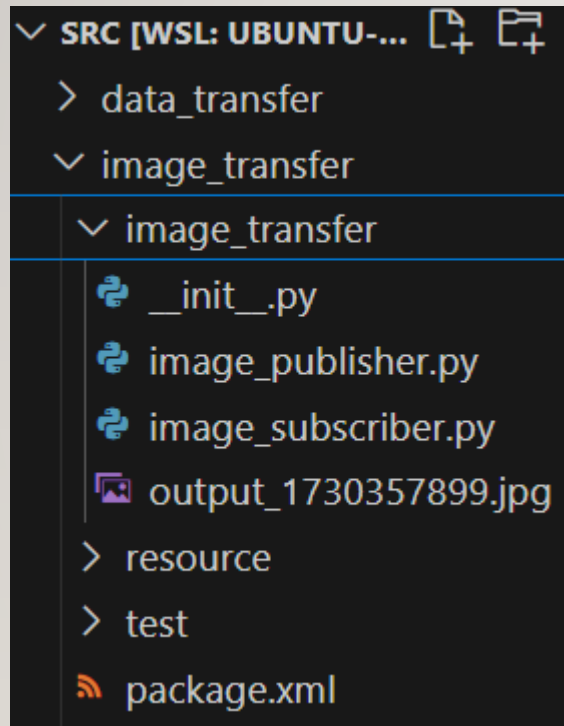 SRC [WSL: UBUNTU-...
data_transfer
image_transfer
image_transfer
__init__.py
image_publisher.py
image_subscriber.py
output_1730357899.jpg
resource
test
package.xml